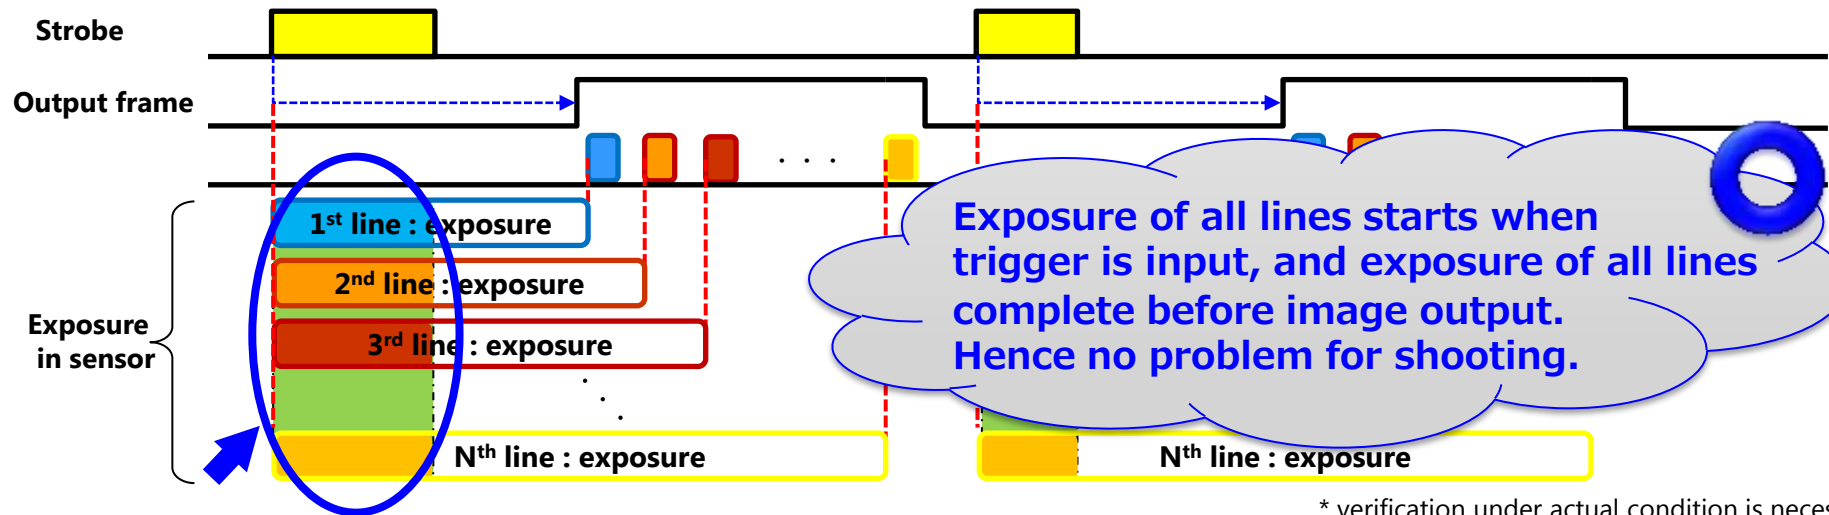 Strobe
Output frame
. . .
1st line : exposure
2nd line : exposure
3rd line : exposure
Exposure
in sensor
Nth line : exposure
Exposure of all lines starts when
trigger is input, and exposure of all lines
complete before image output.
Hence no problem for shooting.
Nth line : exposure
* verification under actual condition is